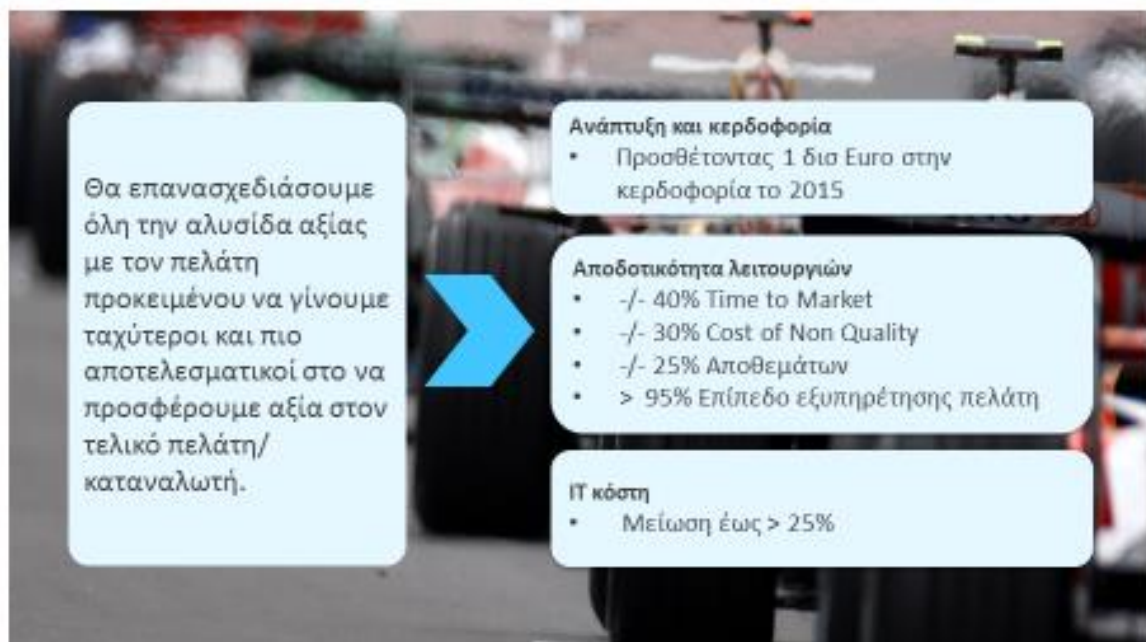 Θα επανασχεδιάσουμε
όλη την αλυσίδα αξίας
με τον πελάτη
προκειμένου να γίνουμε
ταχύτεροι και πιο
αποτελεσματικοί στο να
προσφέρουμε αξία στον
τελικό πελάτη/
καταναλωτή.
Ανάπτυξη και κερδοφορία
• Προσθέτοντας 1 δισ Euro στην
κερδοφορία το 2015
Αποδοτικότητα λειτουργιών
• -/- 40% Time to Market
• -/- 30% Cost of Non Quality
• -/- 25% Αποθεμάτων
• > 95% Επίπεδο εξυπηρέτησης πελάτη
IT κόστη
• Μείωση έως > 25%